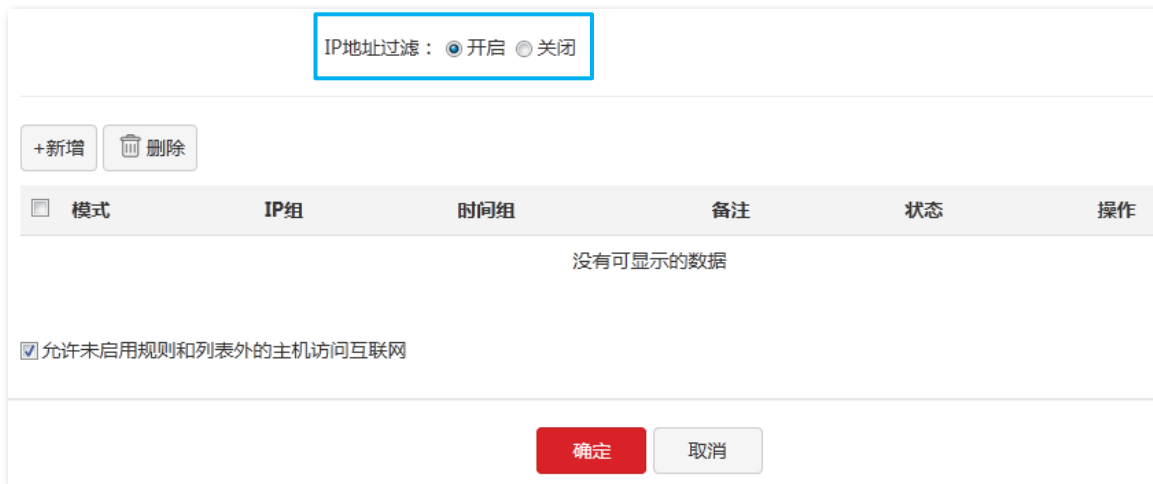 IP地址过滤： 开启 关闭
+新增 删除
模式 IP组 时间组 备注 状态 操作
没有可显示的数据
允许未启用规则和列表外的主机访问互联网
确定 取消